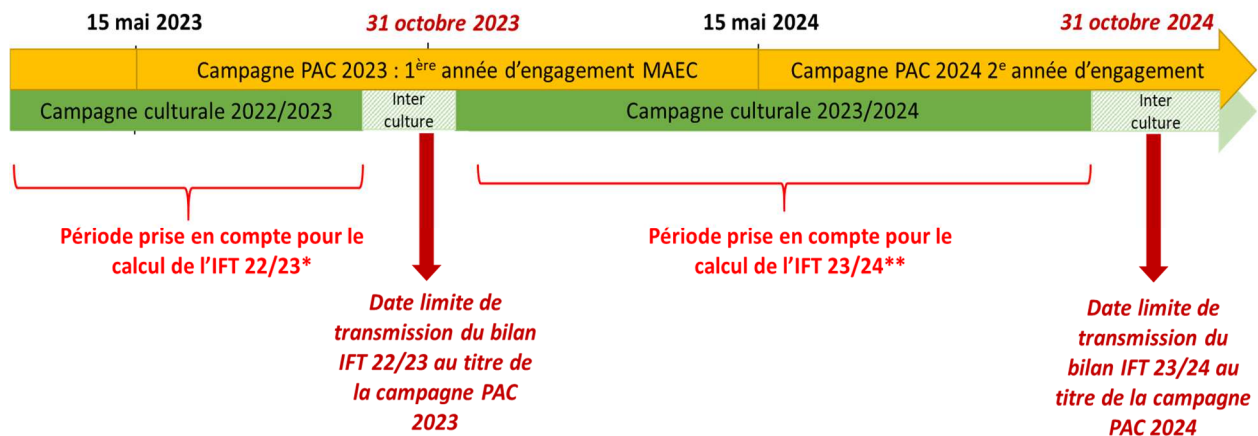 15 mai 2023
31 octobre 2023
15 mai 2024
31 octobre 2024
Campagne PAC 2023 : 1ère année d’engagement MAEC
Campagne PAC 2024 2e année d’engagement
Campagne culturale 2022/2023
Inter
culture
Campagne culturale 2023/2024
Inter
culture
Période prise en compte pour le
calcul de l’IFT 22/23*
Période prise en compte pour le
calcul de l’IFT 23/24**
Date limite de
transmission du bilan
IFT 22/23 au titre de
la campagne PAC
2023
Date limite de
transmission du
bilan IFT 23/24 au
titre de la campagne
PAC 2024